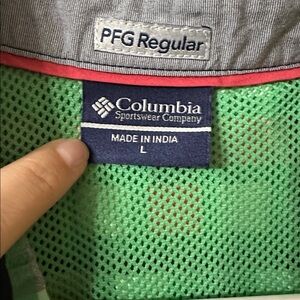 PFG Regular
Columbia
Sportswear Company
MADE IN INDIA
L